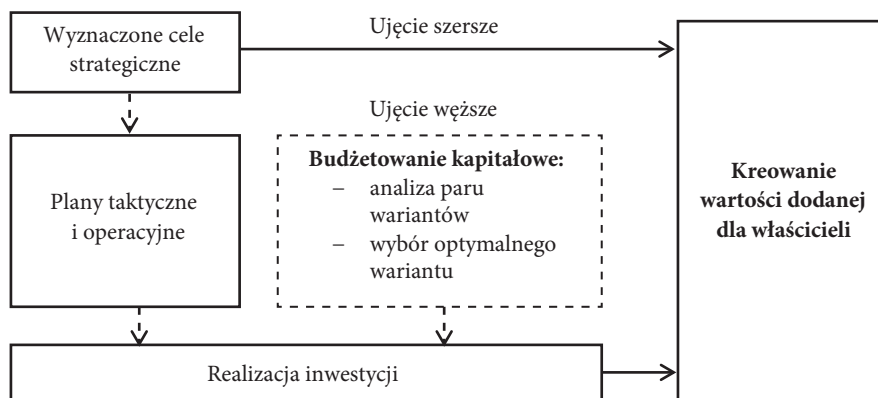 Wyznaczone cele
strategiczne
Ujęcie szersze
Ujęcie węższe
Plany taktyczne
i operacyjne
Budżetowanie kapitałowe:
– analiza paru
wariantów
– wybór optymalnego
wariantu
Kreowanie
wartości dodanej
dla właścicieli
Realizacja inwestycji